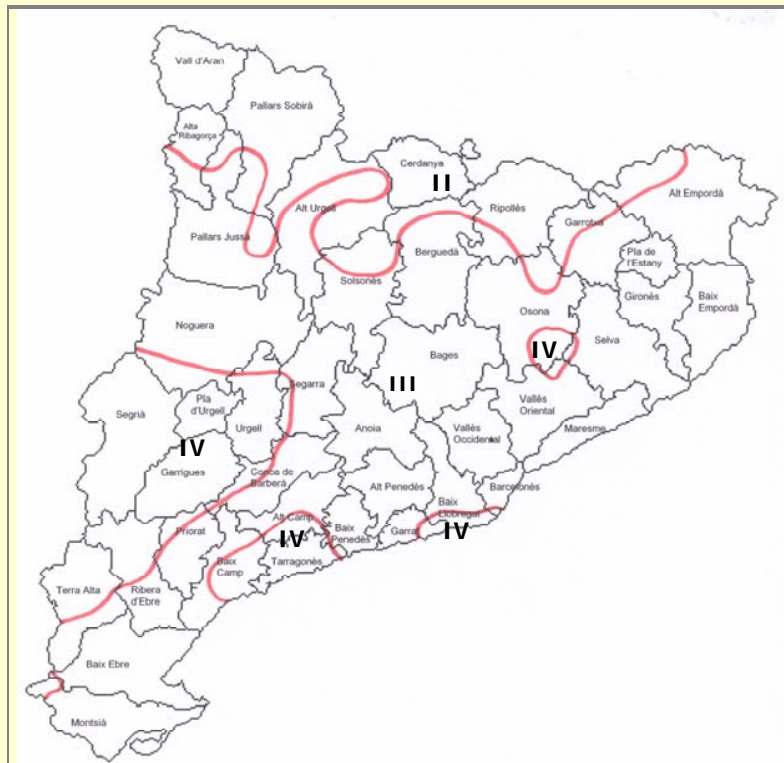 Vall d'Aran
Pallars Sobirà
Alta
Ribagorça
Cerdanya
II
Alt Urgell
Ripollès
Alt Empordà
Garrotxa
Pallars Jussà
Berguedà
Pla de
l'Estany
Solsonès
Gironès
Baix
Empordà
Osona
Noguera
Selva
IV
Bages
Segarra
III
Pla
d'Urgell
Vallès
Oriental
Segrià
Urgell
Anoia
Vallès
Occidental
Maresme
IV
Garrigues
Conca de
Barberà
Alt Penedès
Barcelonès
Baix
Llobregat
Alt Camp
Priorat
IV
Baix
Penedès
Garraf
IV
Baix
Camp
Tarragonès
Terra Alta
Ribera
d'Ebre
Baix Ebre
Montsià